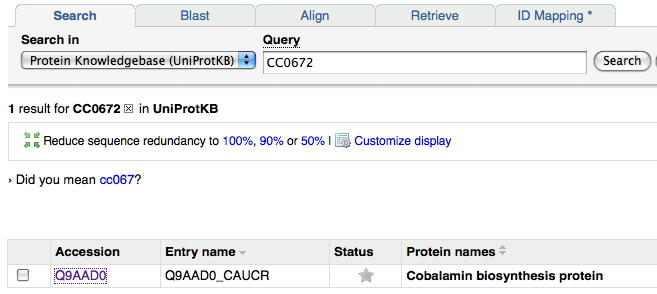 Search Blast Align Retrieve ID Mapping *
Search in Query
Protein Knowledgebase (UniProtKB) CC0672 Search
1 result for CC0672 in UniProtKB
Reduce sequence redundancy to 100%, 90% or 50% | Customize display
› Did you mean cc067?
Accession Entry name Status Protein names
Q9AAD0 Q9AAD0_CAUCR Cobalamin biosynthesis protein